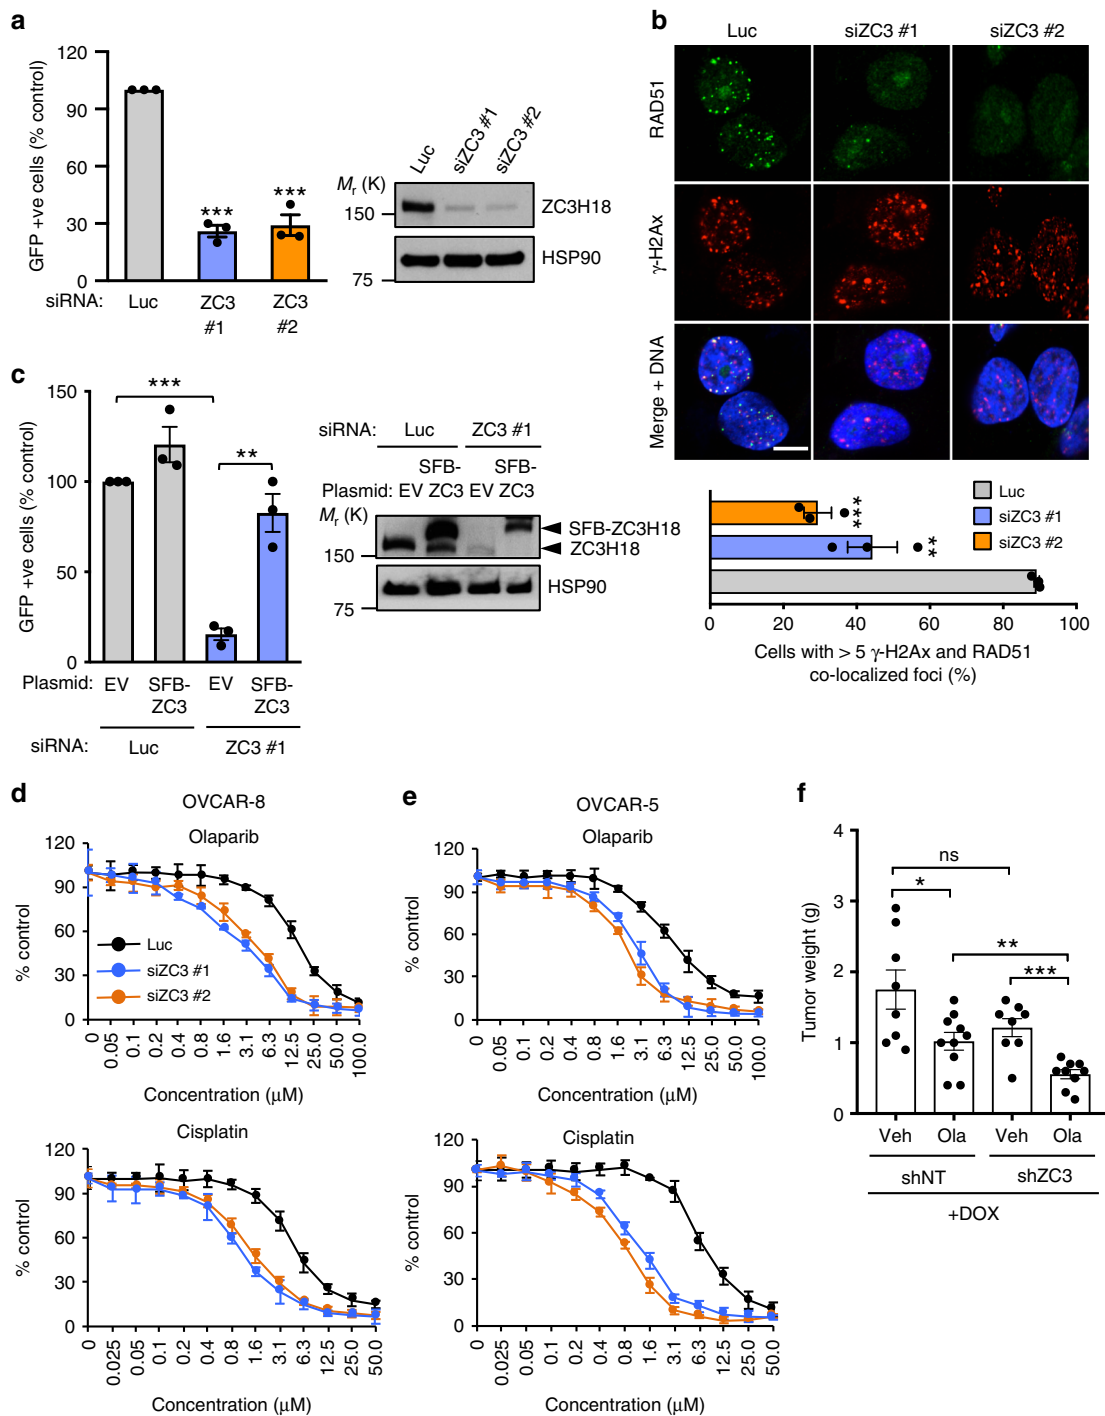 a
120
90
60
30
0
GFP +ve cells (% control)
***
***
siRNA:
Luc
ZC3 #1
ZC3 #2
Luc
siZC3 #1
siZC3 #2
Mr (K)
150
75
ZC3H18
HSP90
b
Luc
siZC3 #1
siZC3 #2
RAD51
γ-H2Ax
Merge + DNA
Luc
siZC3 #1
siZC3 #2
***
**
0 20 40 60 80 100
Cells with > 5 γ-H2Ax and RAD51
co-localized foci (%)
c
150
100
50
0
GFP +ve cells (% control)
***
**
Plasmid: EV SFB-ZC3 EV SFB-ZC3
siRNA: Luc ZC3 #1
siRNA: Luc ZC3 #1
SFB- SFB-
Plasmid: EV ZC3 EV ZC3
Mr (K)
150
75
SFB-ZC3H18
ZC3H18
HSP90
d
OVCAR-8
Olaparib
120
90
60
30
0
% control
Luc
siZC3 #1
siZC3 #2
0 0.05 0.1 0.2 0.4 0.8 1.6 3.1 6.3 12.5 25.0 50.0 100.0
Concentration (μM)
Cisplatin
120
90
60
30
0
% control
0 0.025 0.05 0.1 0.2 0.4 0.8 1.6 3.1 6.3 12.5 25.0 50.0
Concentration (μM)
e
OVCAR-5
Olaparib
120
90
60
30
0
% control
0 0.05 0.1 0.2 0.4 0.8 1.6 3.1 6.3 12.5 25.0 50.0 100.0
Concentration (μM)
Cisplatin
120
90
60
30
0
% control
0 0.025 0.05 0.1 0.2 0.4 0.8 1.6 3.1 6.3 12.5 25.0 50.0
Concentration (μM)
f
4
3
2
1
0
Tumor weight (g)
ns
*
**
***
Veh Ola Veh Ola
shNT shZC3
+DOX